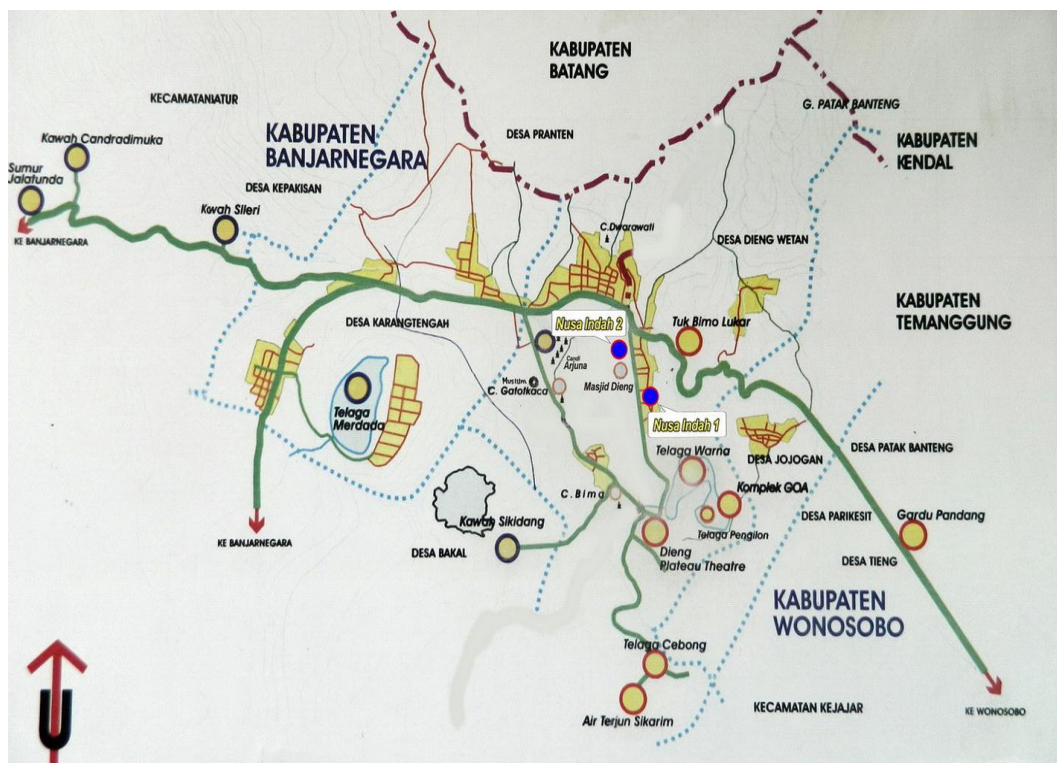 KABUPATEN
BATANG
KECAMATANIATUR
G. PATAK BANTENG
KABUPATEN
BANJARNEGARA
DESA PRANTEN
KABUPATEN
KENDAL
Kawah Candradimuka
Sumur
Jalatunda
DESA KEPAKISAN
Kawah Sileri
KE BANJARNEGARA
C.Dwarawali
DESA DIENG WETAN
KABUPATEN
TEMANGGUNG
DESA KARANGTENGAH
Nusa Indah 2
Tuk Bimo Lukar
Candi
Arjuna
Masjid Dieng
C. Gatotkaca
Telaga
Merdada
Nusa Indah 1
Telaga Warna
DESA JOJOGAN
DESA PATAK BANTENG
Komplek GOA
C. Bima
Kawah Sikidang
Telaga Pengilon
DESA PARIKESIT
Gardu Pandang
KE BANJARNEGARA
DESA BAKAL
Dieng
Plateau Theatre
DESA TIENG
KABUPATEN
WONOSOBO
Telaga Cebong
Air Terjun Sikarim
KECAMATAN KEJAJAR
KE WONOSOBO
U